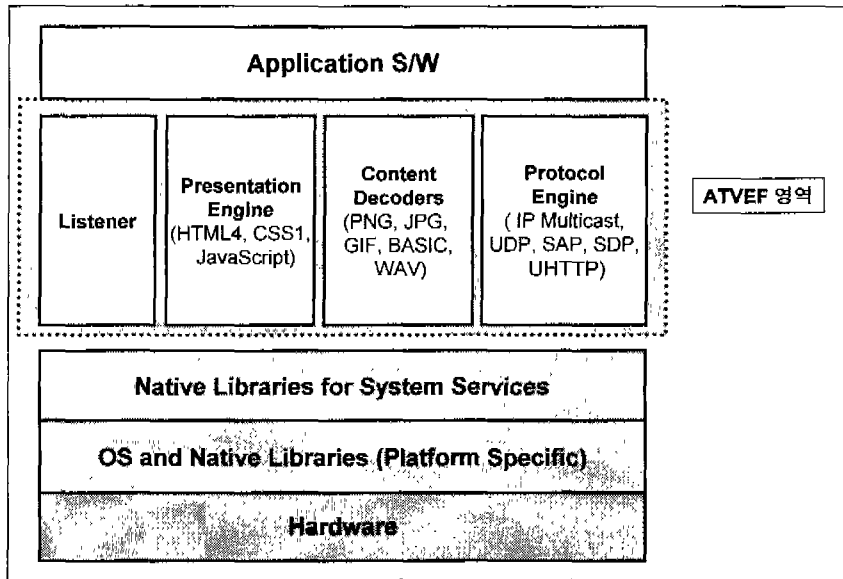 Application S/W
Listener
Presentation
Engine
(HTML4, CSS1,
JavaScript)
Content
Decoders
(PNG, JPG,
GIF, BASIC,
WAV)
Protocol
Engine
( IP Multicast,
UDP, SAP, SDP,
UHTTP)
ATVEF 영역
Native Libraries for System Services
OS and Native Libraries (Platform Specific)
Hardware